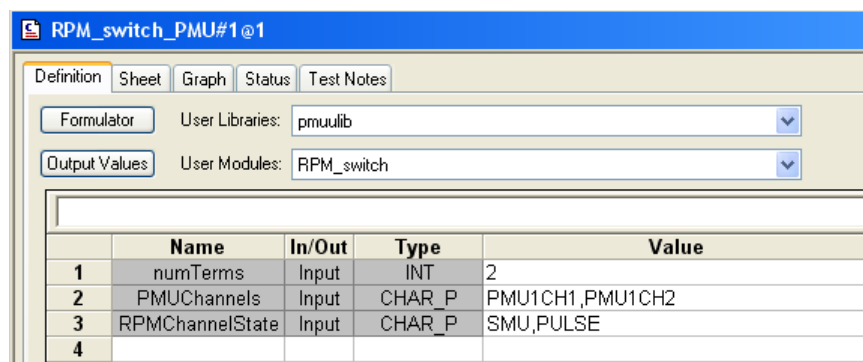 RPM_switch_PMU#1@1
Definition Sheet Graph Status Test Notes
Formulator User Libraries: pmuulib
Output Values User Modules: RPM_switch
Name In/Out Type Value
1 numTerms Input INT 2
2 PMUChannels Input CHAR_P PMU1CH1,PMU1CH2
3 RPMChannelState Input CHAR_P SMU,PULSE
4